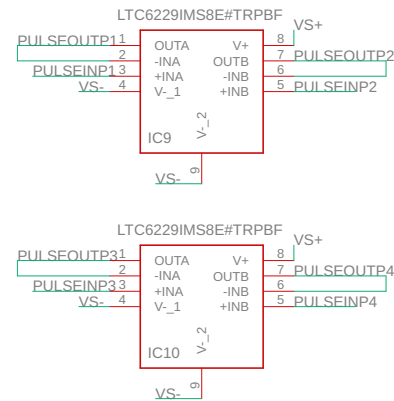 LTC6229IMS8E#TRPBF
VS+
PULSEOUTP1 1 OUTA V+ 8
2 -INA OUTB 7 PULSEOUTP2
PULSEINP1 3 +INA -INB 6
VS- 4 V-_1 +INB 5 PULSEINP2
V-_2
IC9
9
VS-
LTC6229IMS8E#TRPBF
VS+
PULSEOUTP3 1 OUTA V+ 8
2 -INA OUTB 7 PULSEOUTP4
PULSEINP3 3 +INA -INB 6
VS- 4 V-_1 +INB 5 PULSEINP4
V-_2
IC10
9
VS-